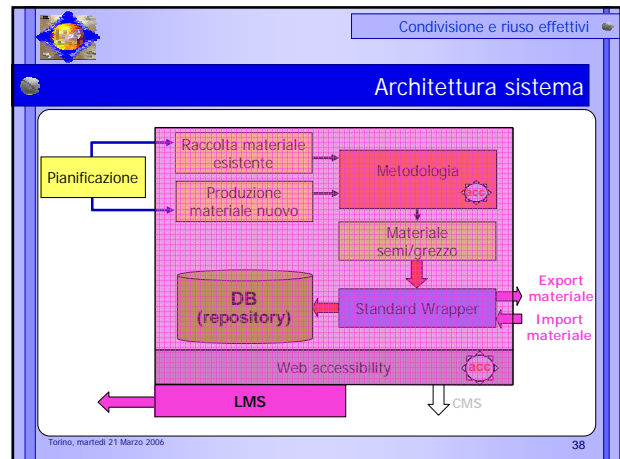 Condivisione e riuso effettivi
Architettura sistema
Pianificazione
Raccolta materiale
esistente
Produzione
materiale nuovo
Metodologia
acc
Materiale
semi/grezzo
DB
(repository)
Standard Wrapper
Export
materiale
Import
materiale
Web accessibility
acc
LMS
CMS
Torino, martedì 21 Marzo 2006
38